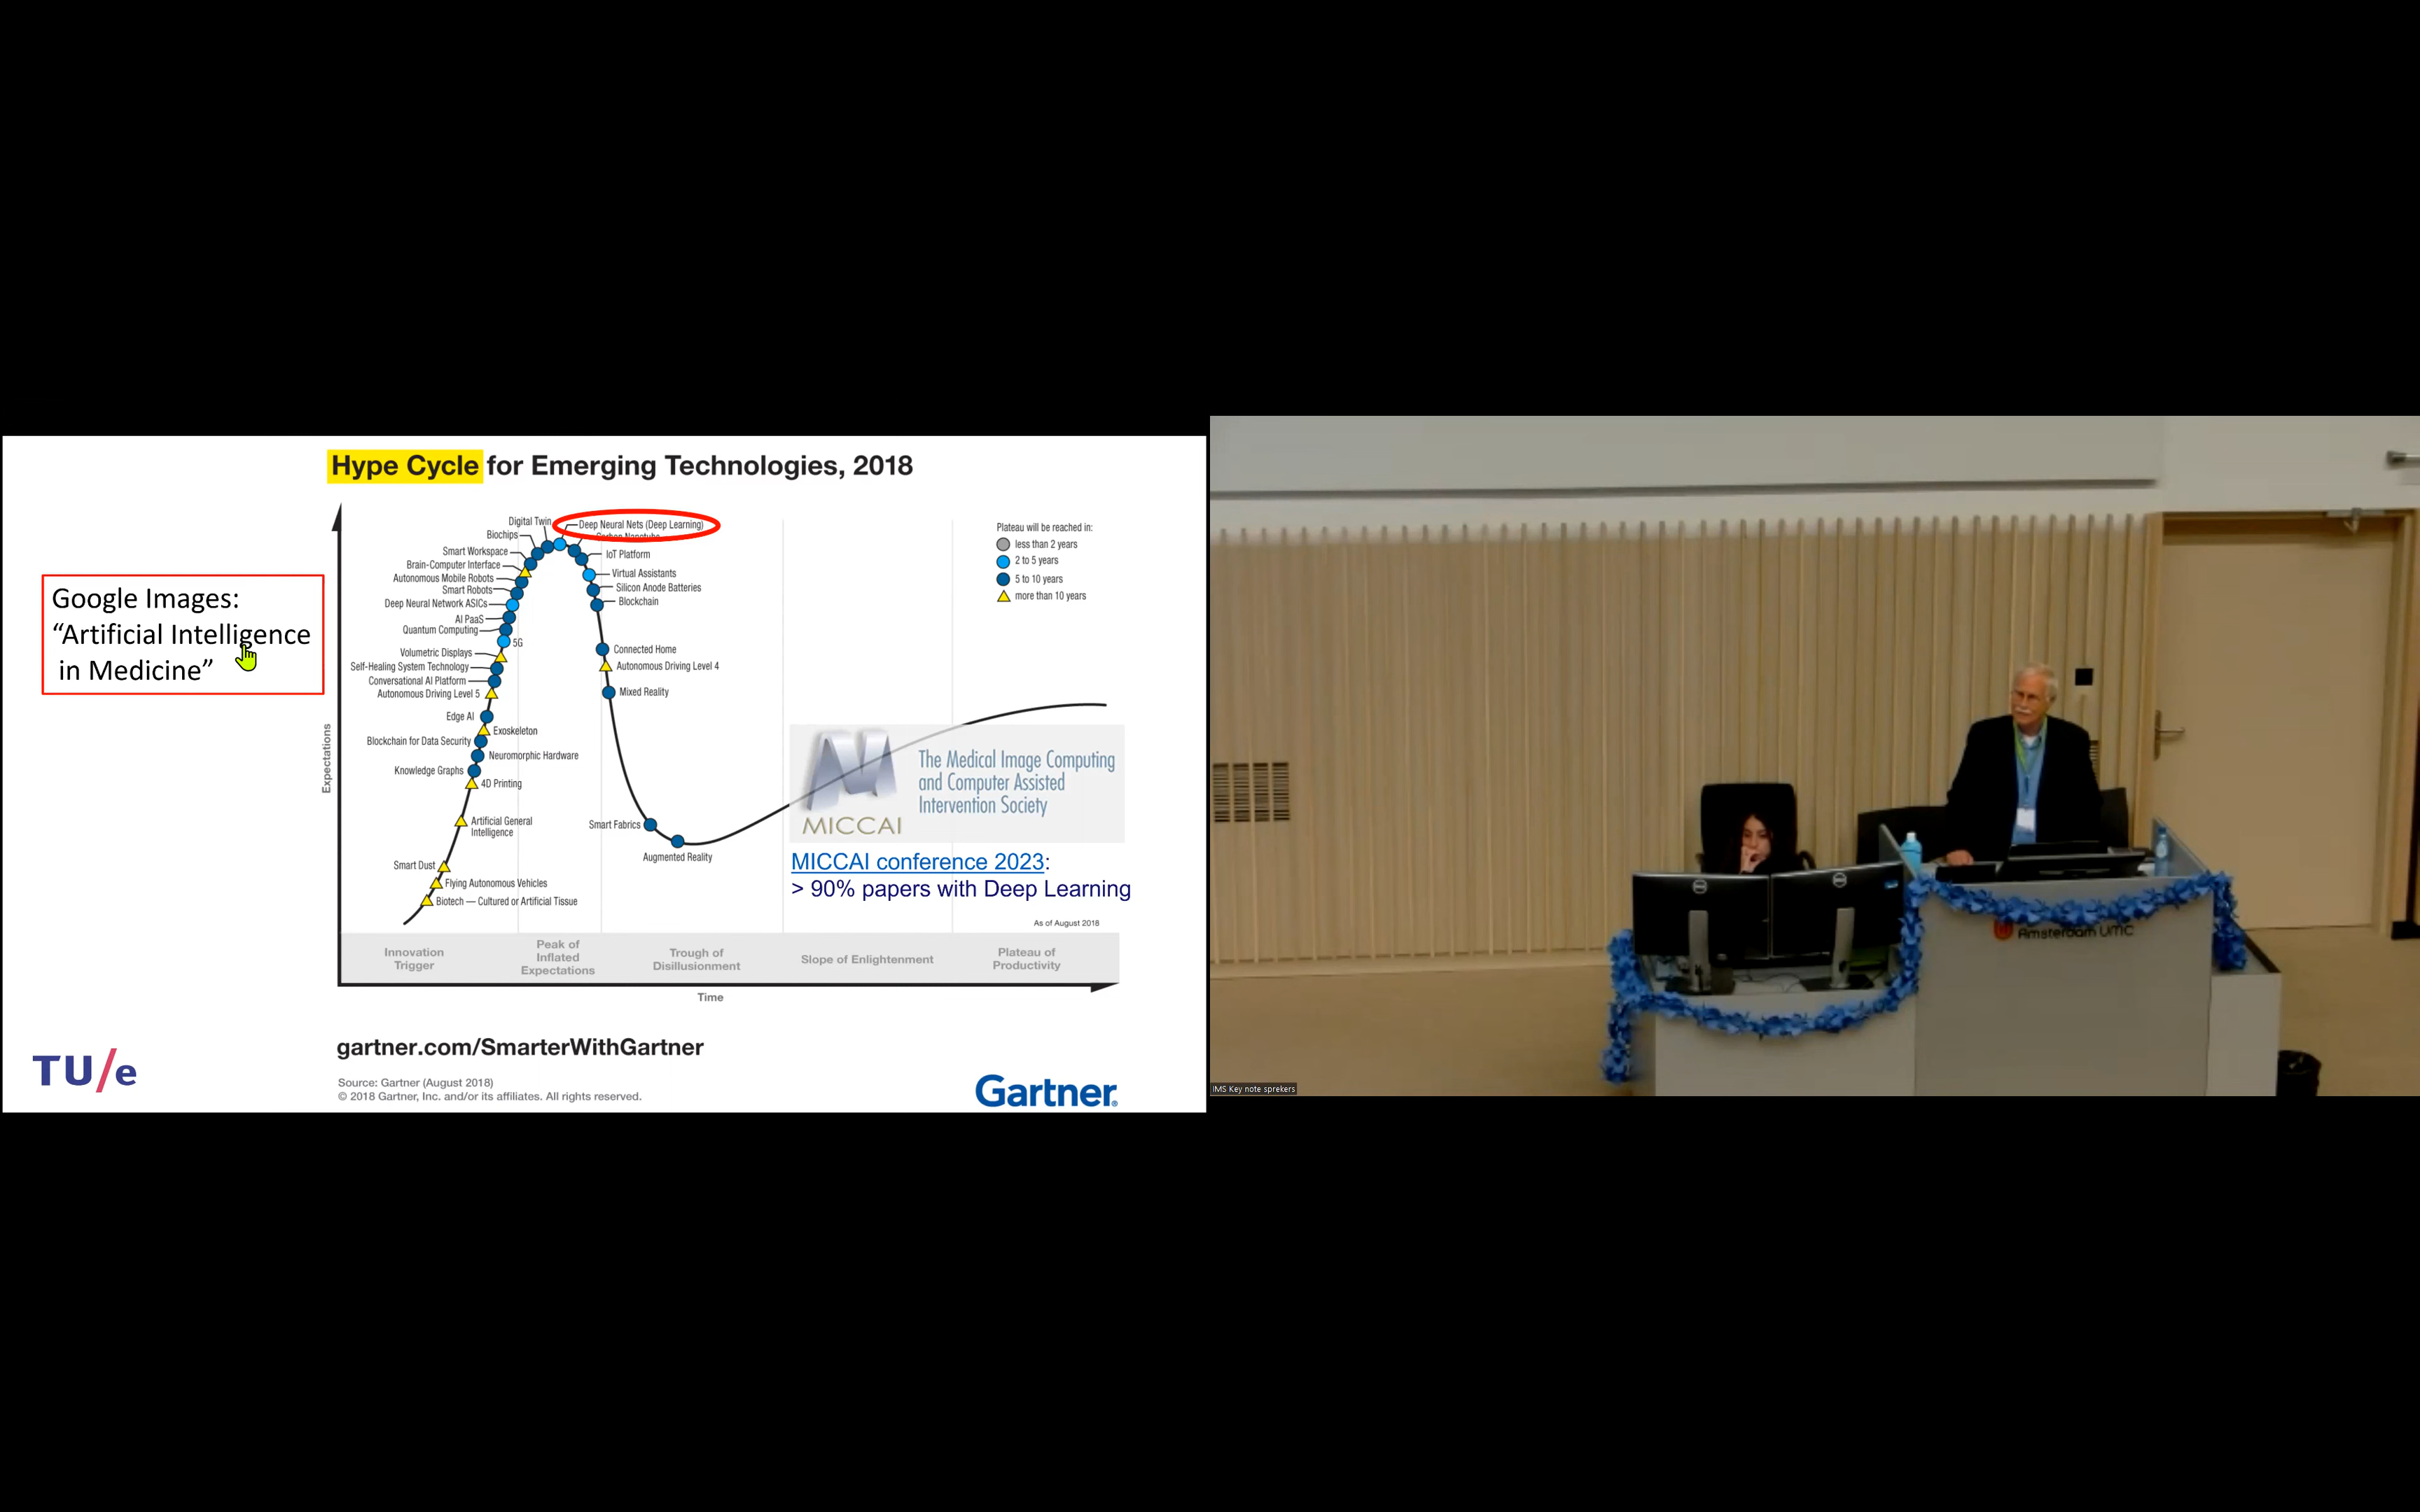 Hype Cycle for Emerging Technologies, 2018
Google Images:
“Artificial Intelligence
in Medicine”
Expectations
Digital Twin
Deep Neural Nets (Deep Learning)
Biochips
Carbon Nanotube
Smart Workspace
IoT Platform
Brain-Computer Interface
Virtual Assistants
Autonomous Mobile Robots
Silicon Anode Batteries
Smart Robots
Blockchain
Deep Neural Network ASICs
AI PaaS
Quantum Computing
5G
Connected Home
Volumetric Displays
Autonomous Driving Level 4
Self-Healing System Technology
Conversational AI Platform
Mixed Reality
Autonomous Driving Level 5
Edge AI
Exoskeleton
Blockchain for Data Security
Neuromorphic Hardware
Knowledge Graphs
4D Printing
Artificial General
Intelligence
Smart Fabrics
Augmented Reality
Smart Dust
Flying Autonomous Vehicles
Biotech — Cultured or Artificial Tissue
Plateau will be reached in:
less than 2 years
2 to 5 years
5 to 10 years
more than 10 years
MICCAI
The Medical Image Computing
and Computer Assisted
Intervention Society
MICCAI conference 2023:
> 90% papers with Deep Learning
As of August 2018
Innovation
Trigger
Peak of
Inflated
Expectations
Trough of
Disillusionment
Slope of Enlightenment
Plateau of
Productivity
Time
gartner.com/SmarterWithGartner
Source: Gartner (August 2018)
© 2018 Gartner, Inc. and/or its affiliates. All rights reserved.
TU/e
Gartner®
Amsterdam UMC
IMS Key note sprekers